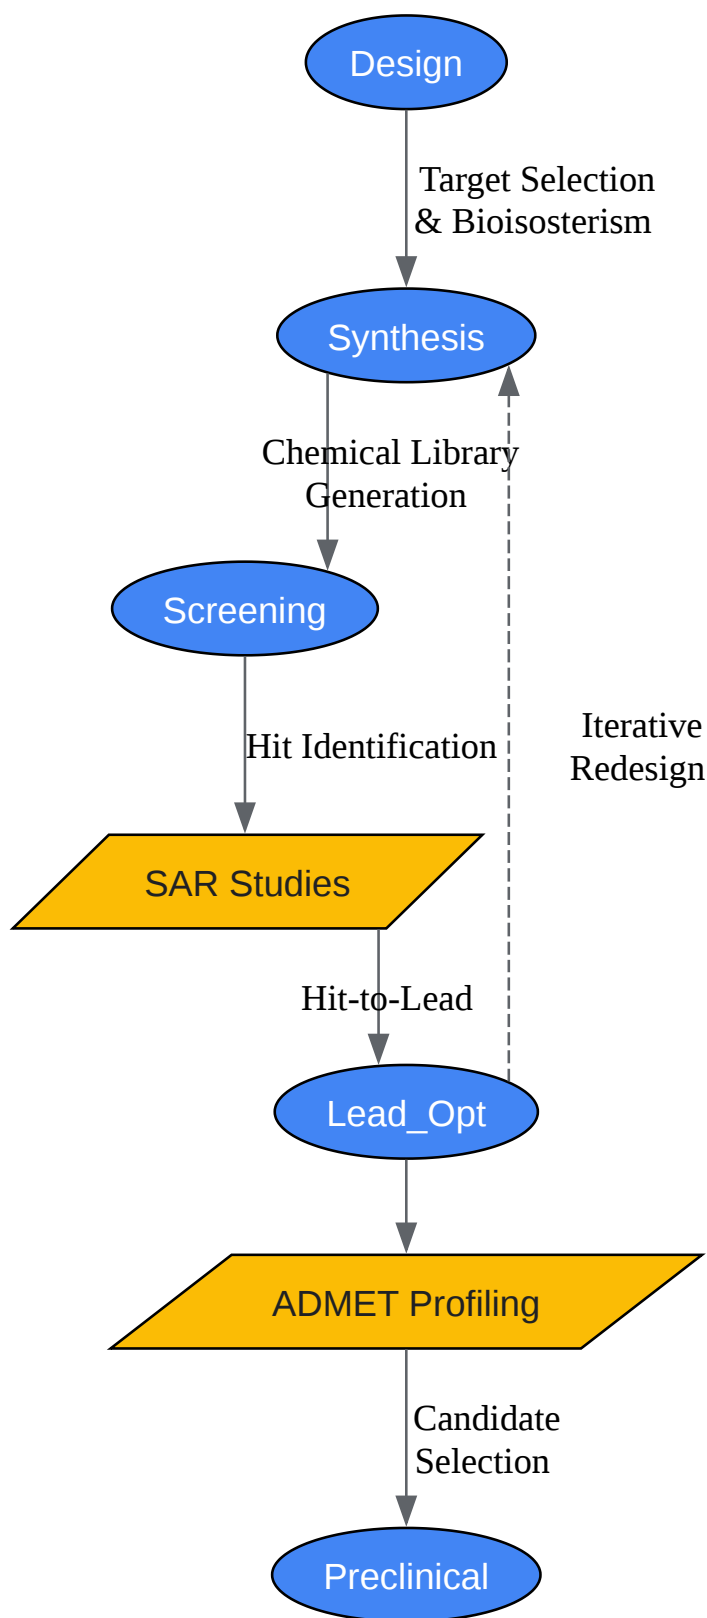 Design
Target Selection
& Bioisosterism
Synthesis
Chemical Library
Generation
Screening
Hit Identification
Iterative
Redesign
SAR Studies
Hit-to-Lead
Lead_Opt
ADMET Profiling
Candidate
Selection
Preclinical